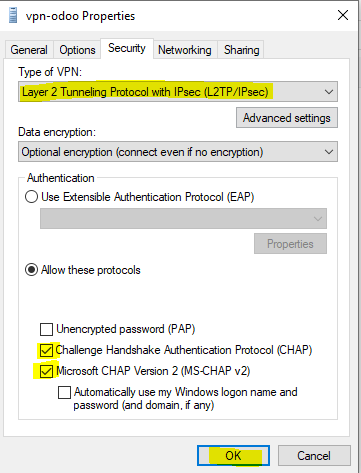 vpn-odoo Properties
General Options Security Networking Sharing
Type of VPN:
Layer 2 Tunneling Protocol with IPsec (L2TP/IPsec)
Advanced settings
Data encryption:
Optional encryption (connect even if no encryption)
Authentication
Use Extensible Authentication Protocol (EAP)
Properties
Allow these protocols
Unencrypted password (PAP)
Challenge Handshake Authentication Protocol (CHAP)
Microsoft CHAP Version 2 (MS-CHAP v2)
Automatically use my Windows logon name and
password (and domain, if any)
OK Cancel